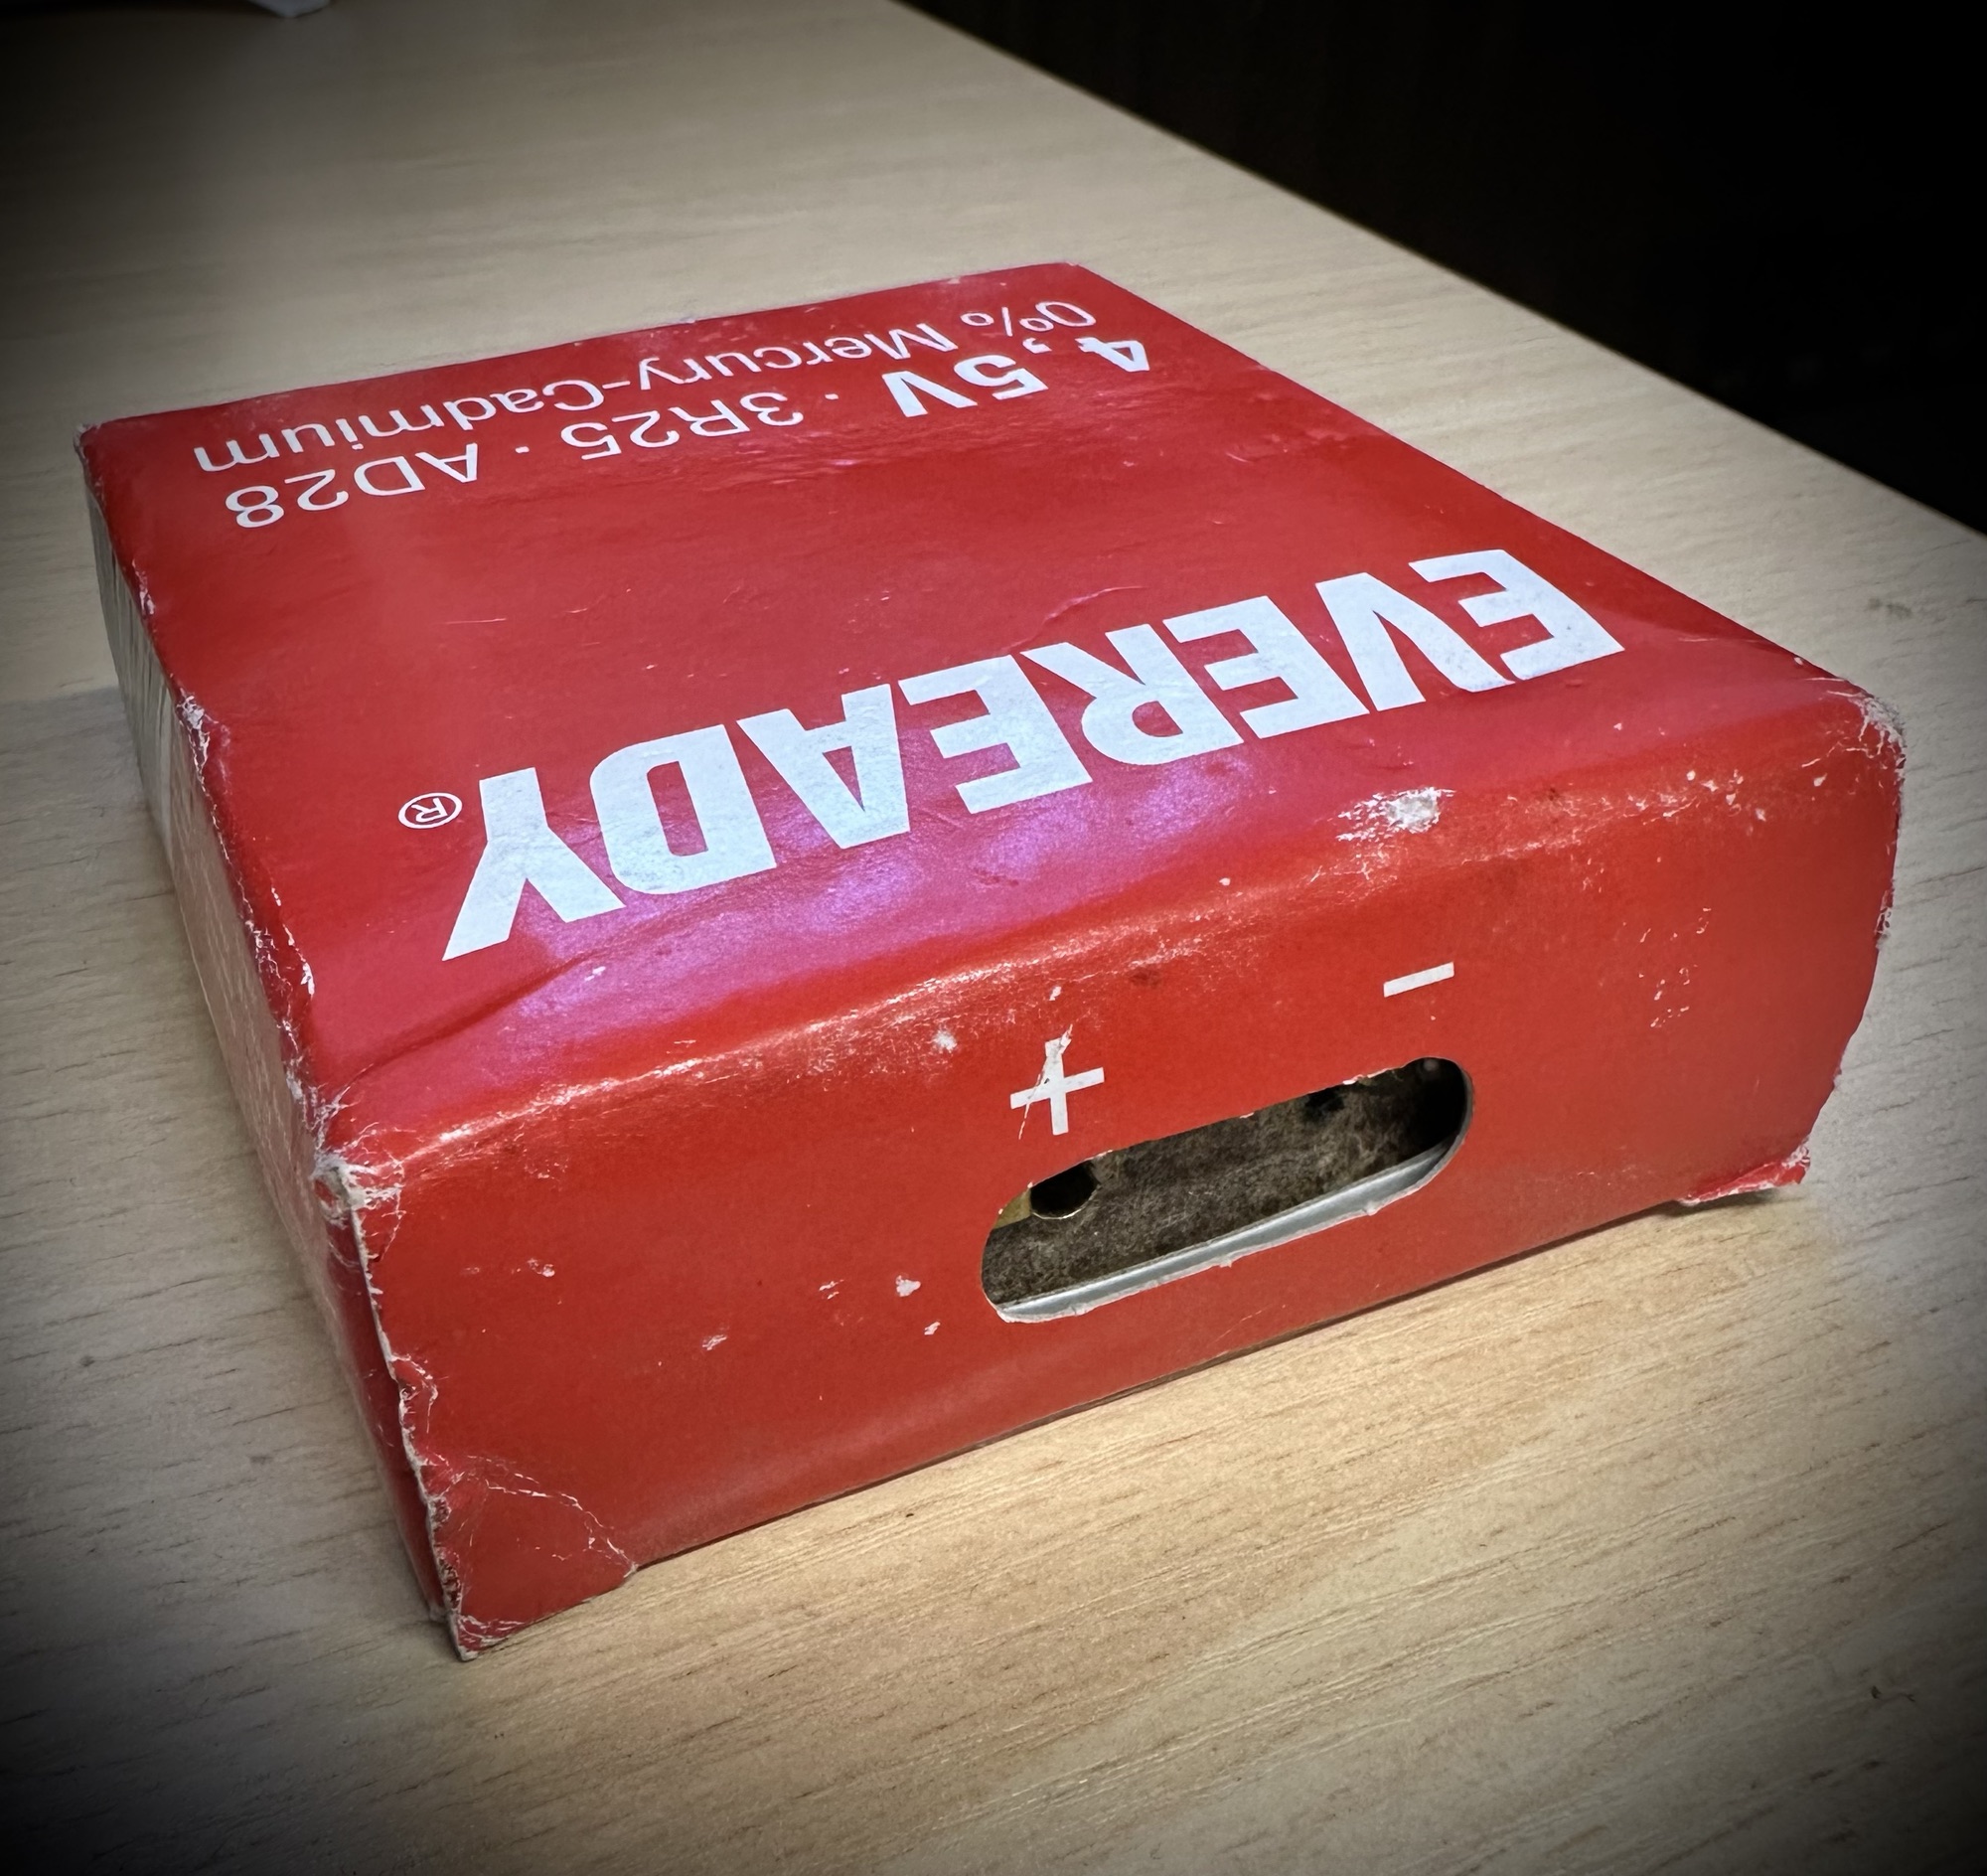 EVEREADY®
4,5V · 3R25 · AD28
0% Mercury-Cadmium
+ −